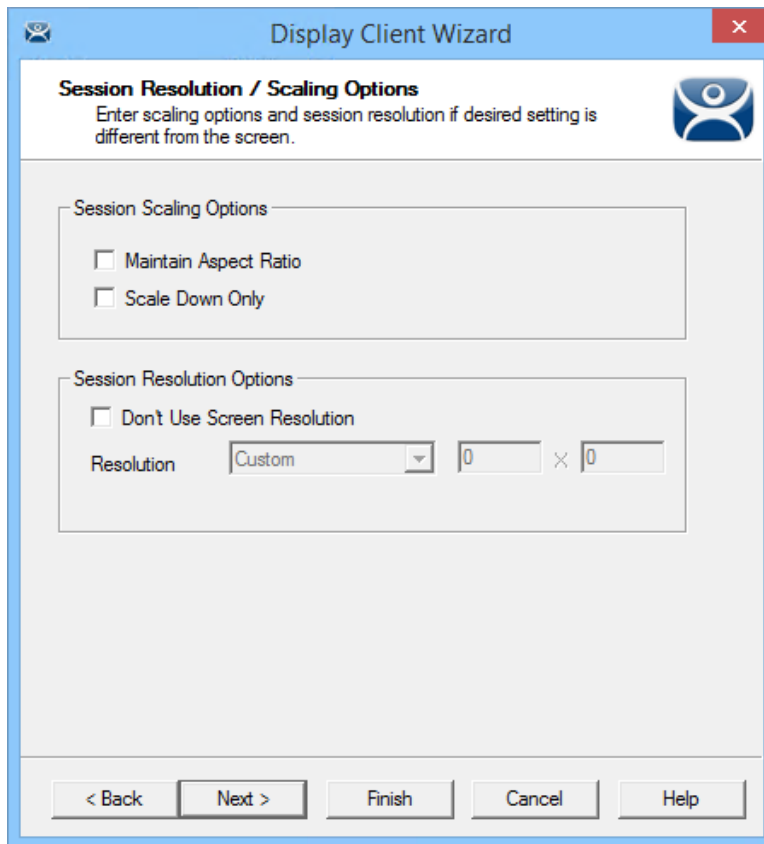 Display Client Wizard
Session Resolution / Scaling Options
Enter scaling options and session resolution if desired setting is
different from the screen.
Session Scaling Options
Maintain Aspect Ratio
Scale Down Only
Session Resolution Options
Don't Use Screen Resolution
Resolution Custom 0 x 0
< Back Next > Finish Cancel Help